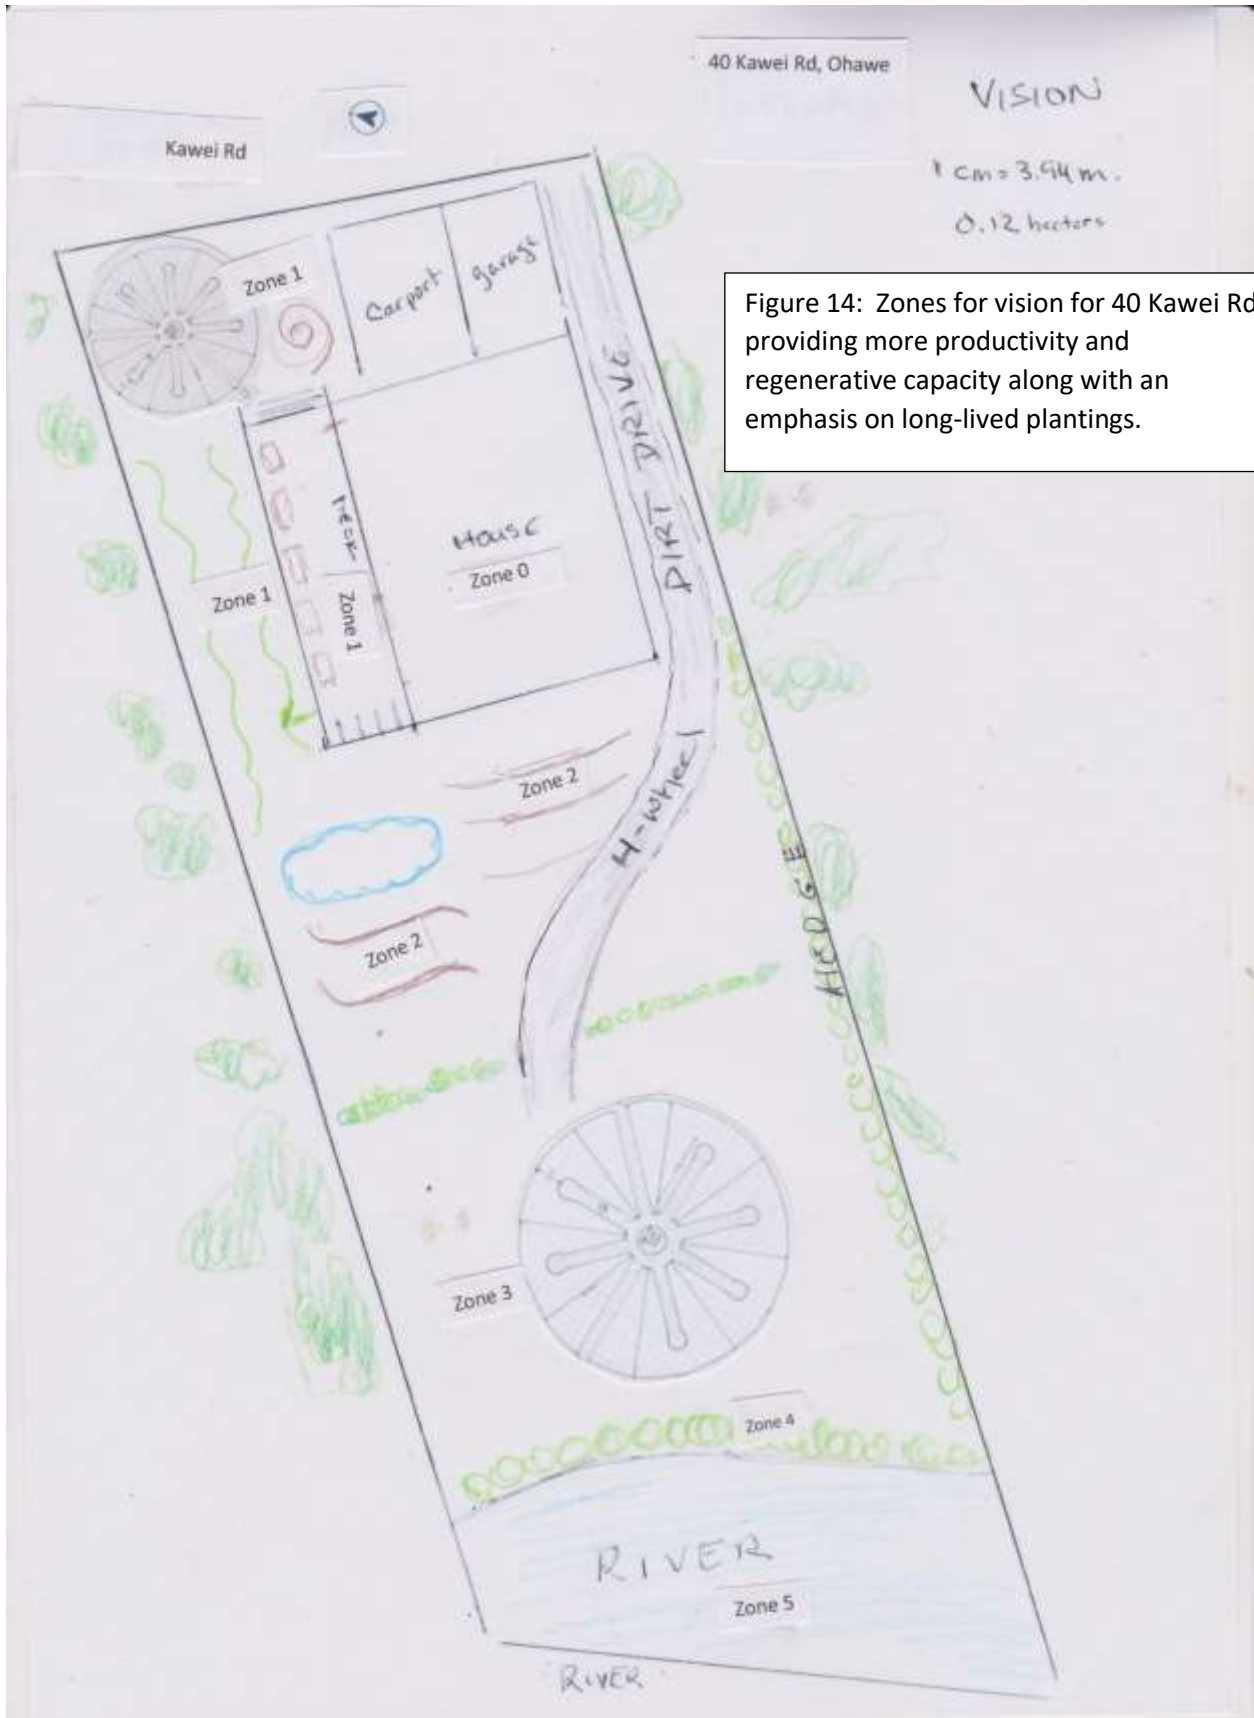 40 Kawei Rd, Ohawe
VISION
Kawei Rd
1 cm = 3.94 m.
0.12 hectors
Figure 14: Zones for vision for 40 Kawei Rd
providing more productivity and
regenerative capacity along with an
emphasis on long-lived plantings.
Zone 1
Carport
garage
DIRT DRIVE
House
Zone 0
Deck
Zone 1
Zone 1
Zone 2
4-wheel
HEDGE
Zone 2
Zone 3
Zone 4
RIVER
Zone 5
RIVER